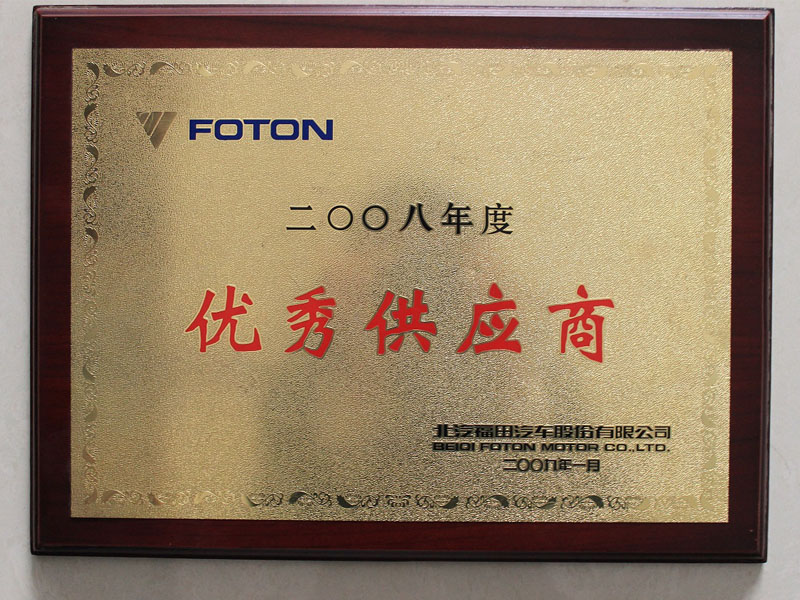 FOTON
二〇〇八年度
优秀供应商
北汽福田汽车股份有限公司
BEIQI FOTON MOTOR CO.,LTD.
二〇〇九年一月